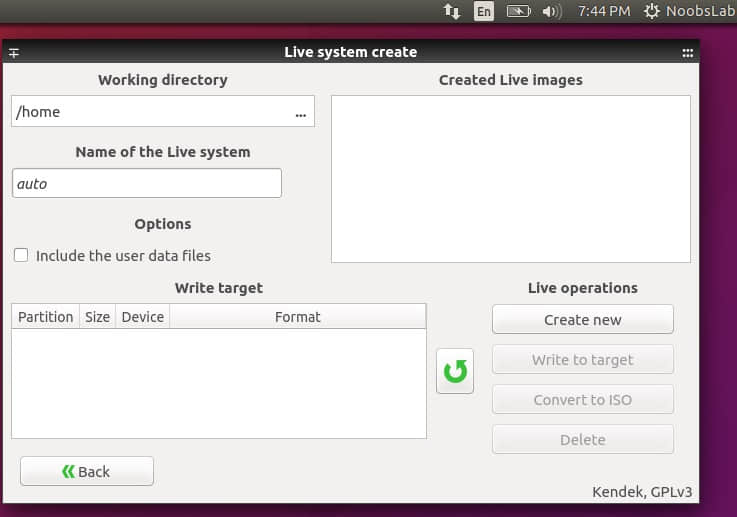 En 7:44 PM NoobsLab
Live system create
Working directory
/home ...
Name of the Live system
auto
Options
Include the user data files
Created Live images
Write target
Partition Size Device Format
Live operations
Create new
Write to target
Convert to ISO
Delete
Back
Kendek, GPLv3